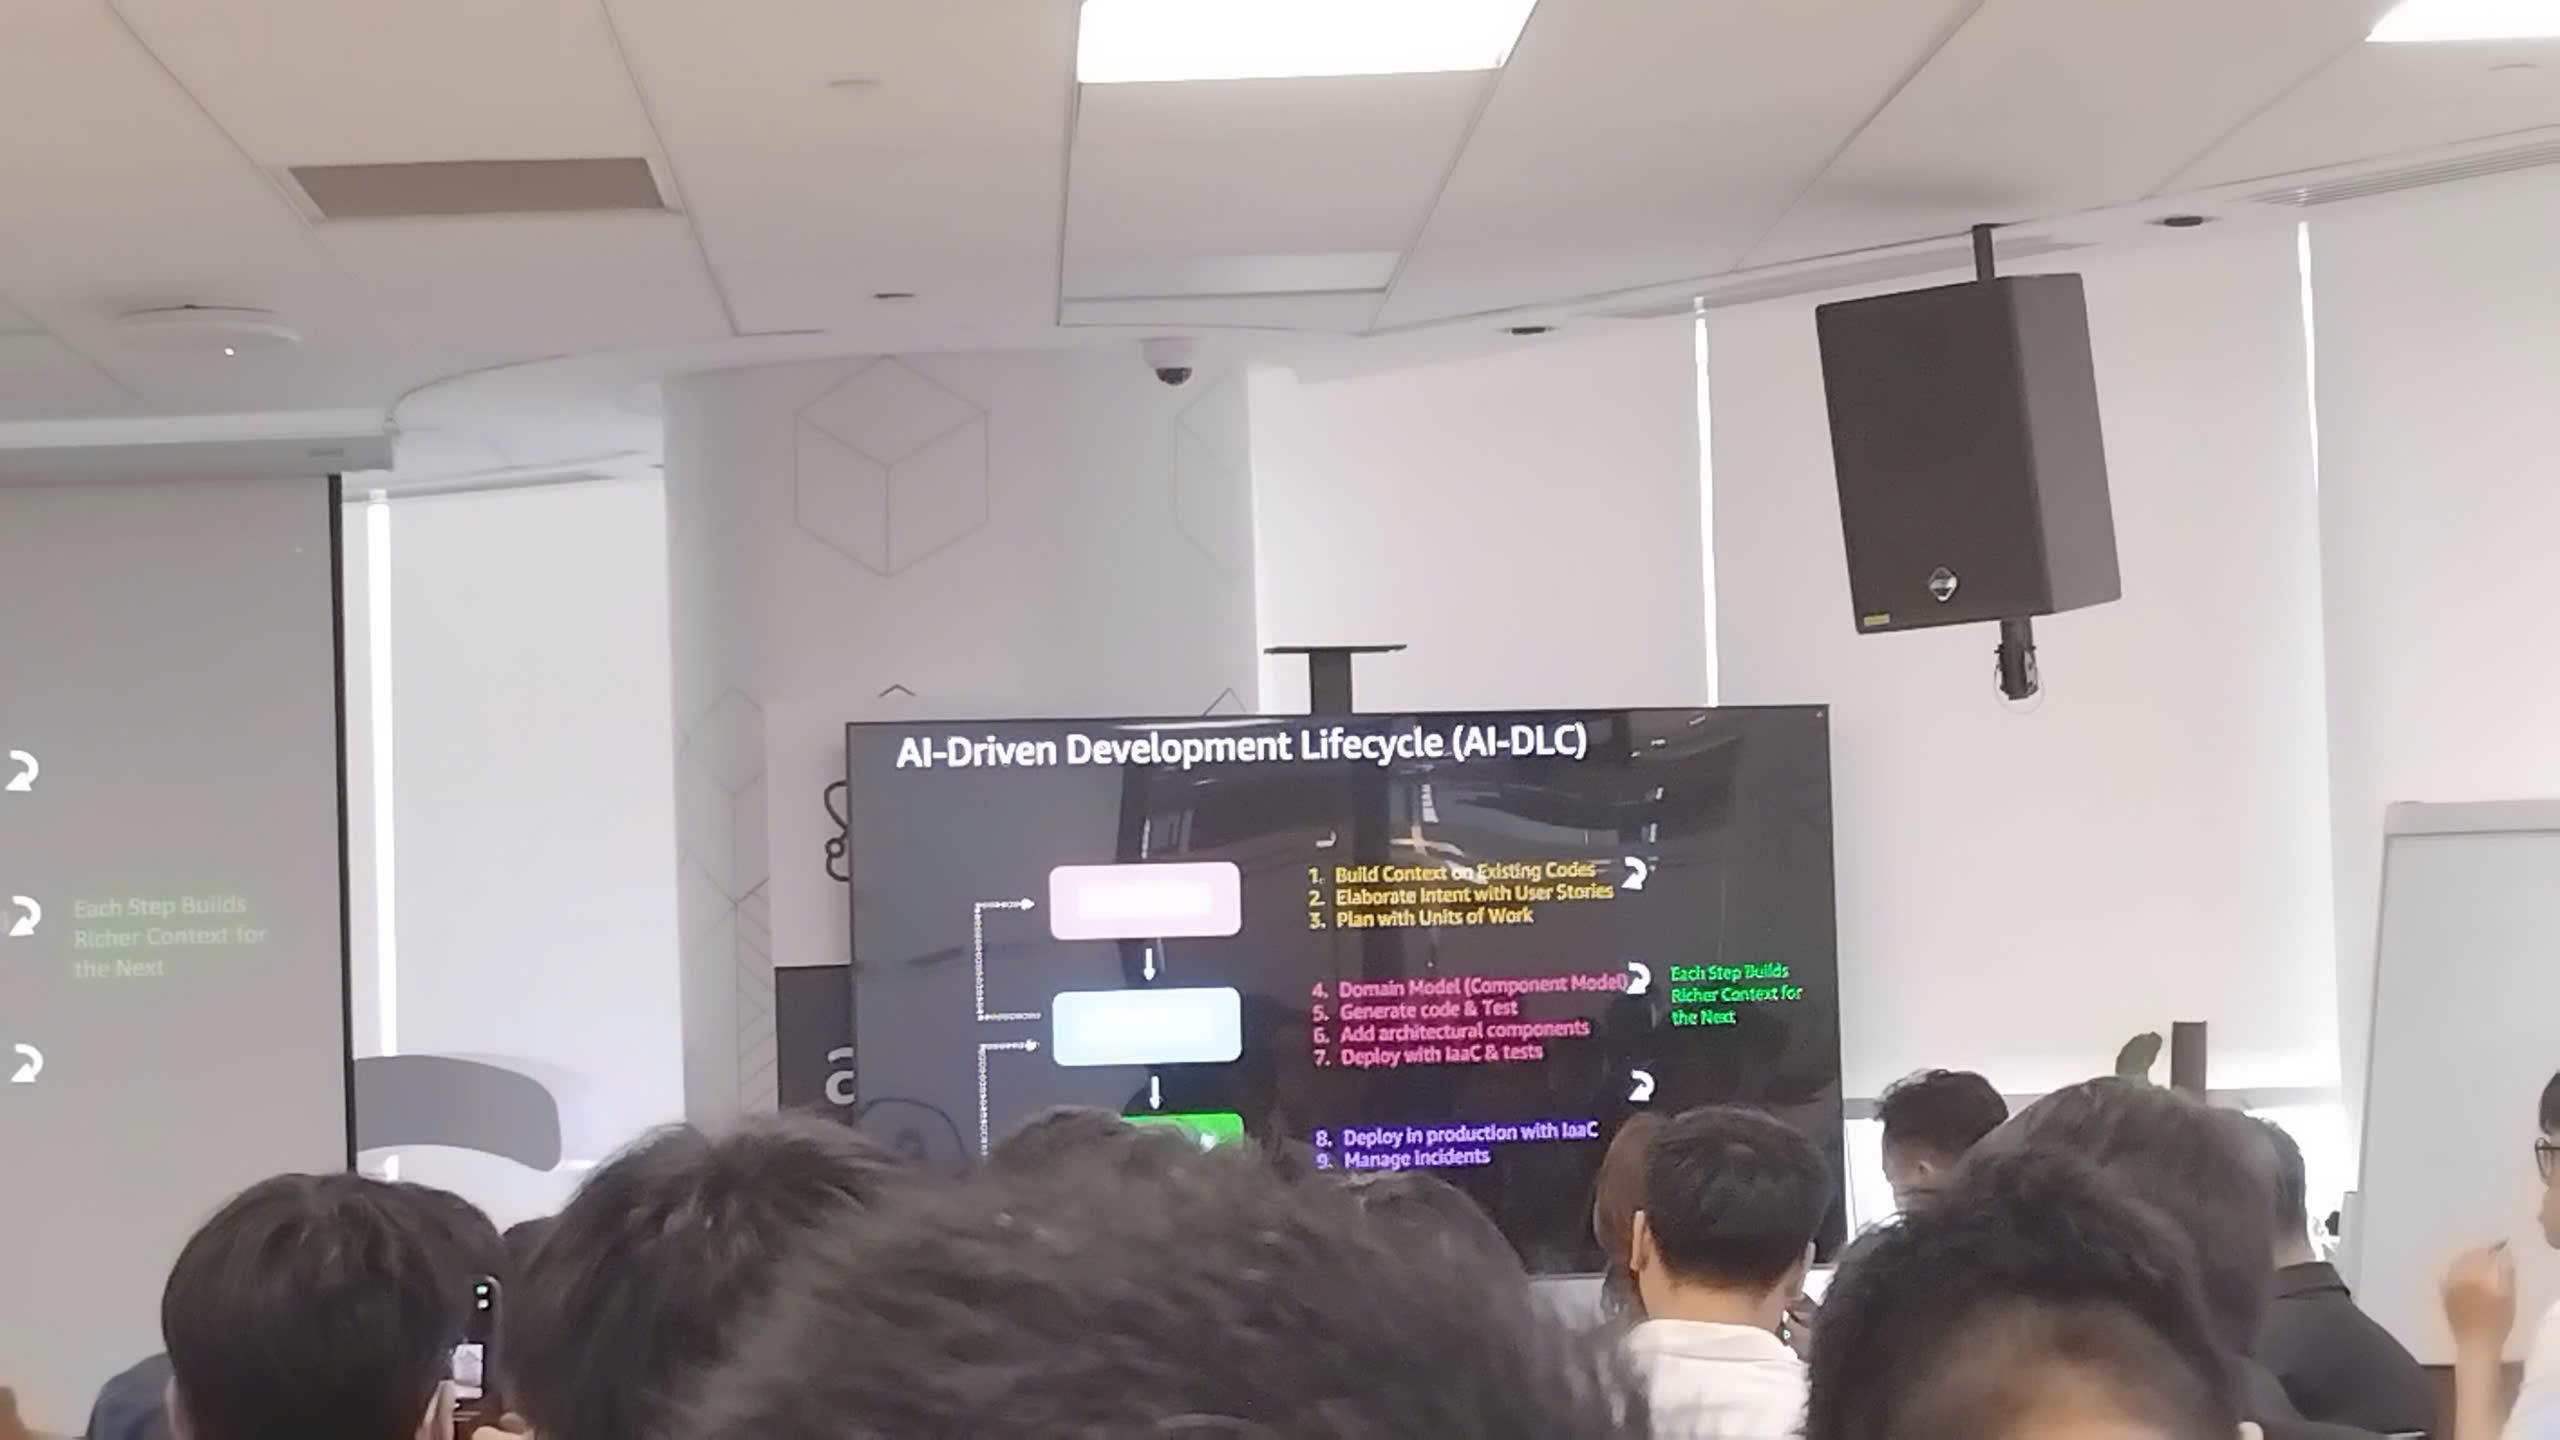 Each Step Builds
Richer Context for
the Next
AI-Driven Development Lifecycle (AI-DLC)
1. Build Context on Existing Codes
2. Elaborate Intent with User Stories
3. Plan with Units of Work
4. Domain Model (Component Model)
5. Generate code & Test
6. Add architectural components
7. Deploy with IaaC & tests
Each Step Builds
Richer Context for
the Next
8. Deploy in production with IaaC
9. Manage Incidents
a